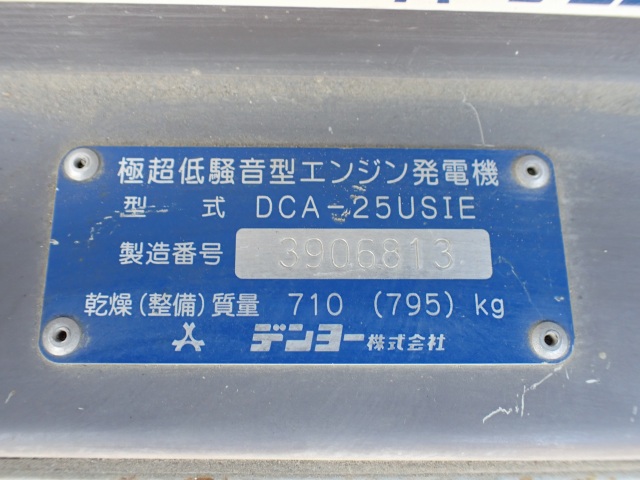 極超低騒音型エンジン発電機
型 式 DCA-25USIE
製造番号 3906813
乾燥(整備)質量 710 (795) kg
デンヨー株式会社